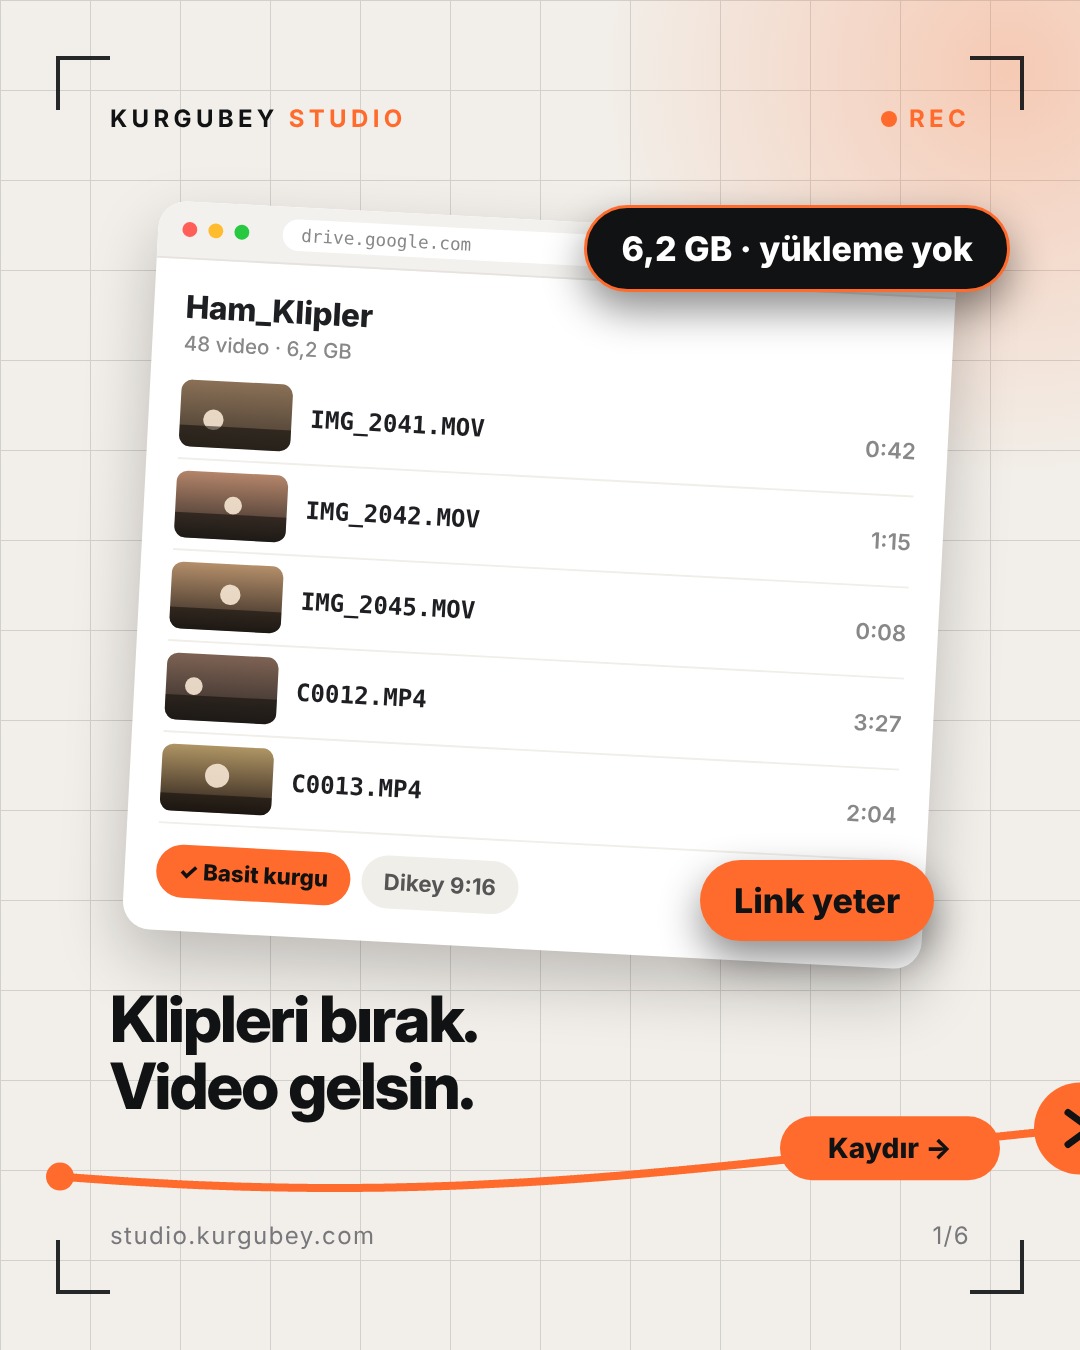 KURGUBEY STUDIO
REC
drive.google.com
6,2 GB · yükleme yok
Ham_Klipler
48 video · 6,2 GB
IMG_2041.MOV
0:42
IMG_2042.MOV
1:15
IMG_2045.MOV
0:08
C0012.MP4
3:27
C0013.MP4
2:04
✓ Basit kurgu
Dikey 9:16
Link yeter
Klipleri bırak.
Video gelsin.
Kaydır →
studio.kurgubey.com
1/6